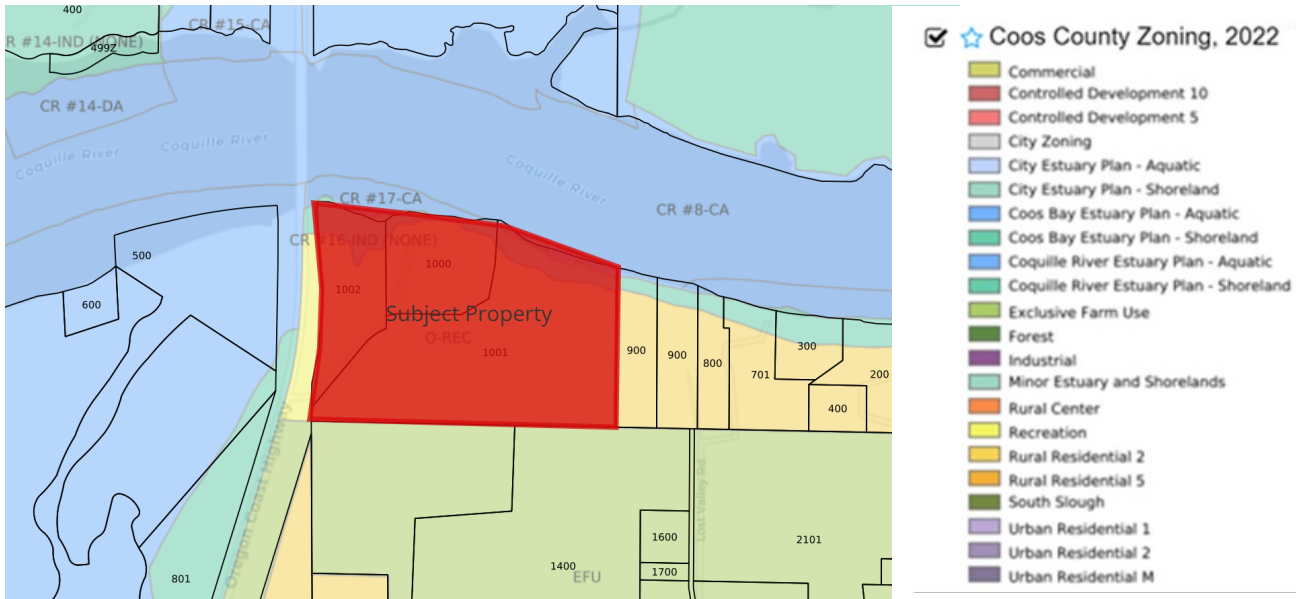 400
CR #15-CA
R #14-IND (NONE)
499Z
CR #14-DA
Coquille River
Coquille River
Coquille River
CR #17-CA
CR #8-CA
CR #16-IND (NONE)
500
600
1000
1002
Subject Property
Q-REC
1001
900
900
800
701
300
200
400
Oregon Coast Highway
Lost Valley Rd.
801
1400
EFU
1600
1700
2101
Coos County Zoning, 2022
Commercial
Controlled Development 10
Controlled Development 5
City Zoning
City Estuary Plan - Aquatic
City Estuary Plan - Shoreland
Coos Bay Estuary Plan - Aquatic
Coos Bay Estuary Plan - Shoreland
Coquille River Estuary Plan - Aquatic
Coquille River Estuary Plan - Shoreland
Exclusive Farm Use
Forest
Industrial
Minor Estuary and Shorelands
Rural Center
Recreation
Rural Residential 2
Rural Residential 5
South Slough
Urban Residential 1
Urban Residential 2
Urban Residential M